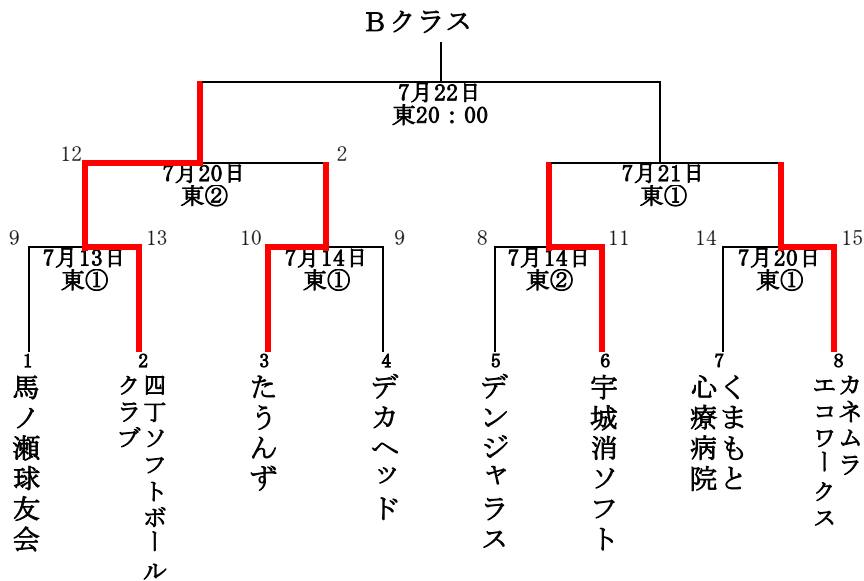 Bクラス
7月22日
東20：00
12
2
7月20日
東②
7月21日
東①
9
13
10
9
8
11
14
15
7月13日
東①
7月14日
東①
7月14日
東②
7月20日
東①
1
2
3
4
5
6
7
8
馬ノ瀬球友会
四丁ソフトボール
クラブ
たうんず
デカヘッド
デンジャラス
宇城消ソフト
くまもと
心療病院
カネムラ
エコワークス